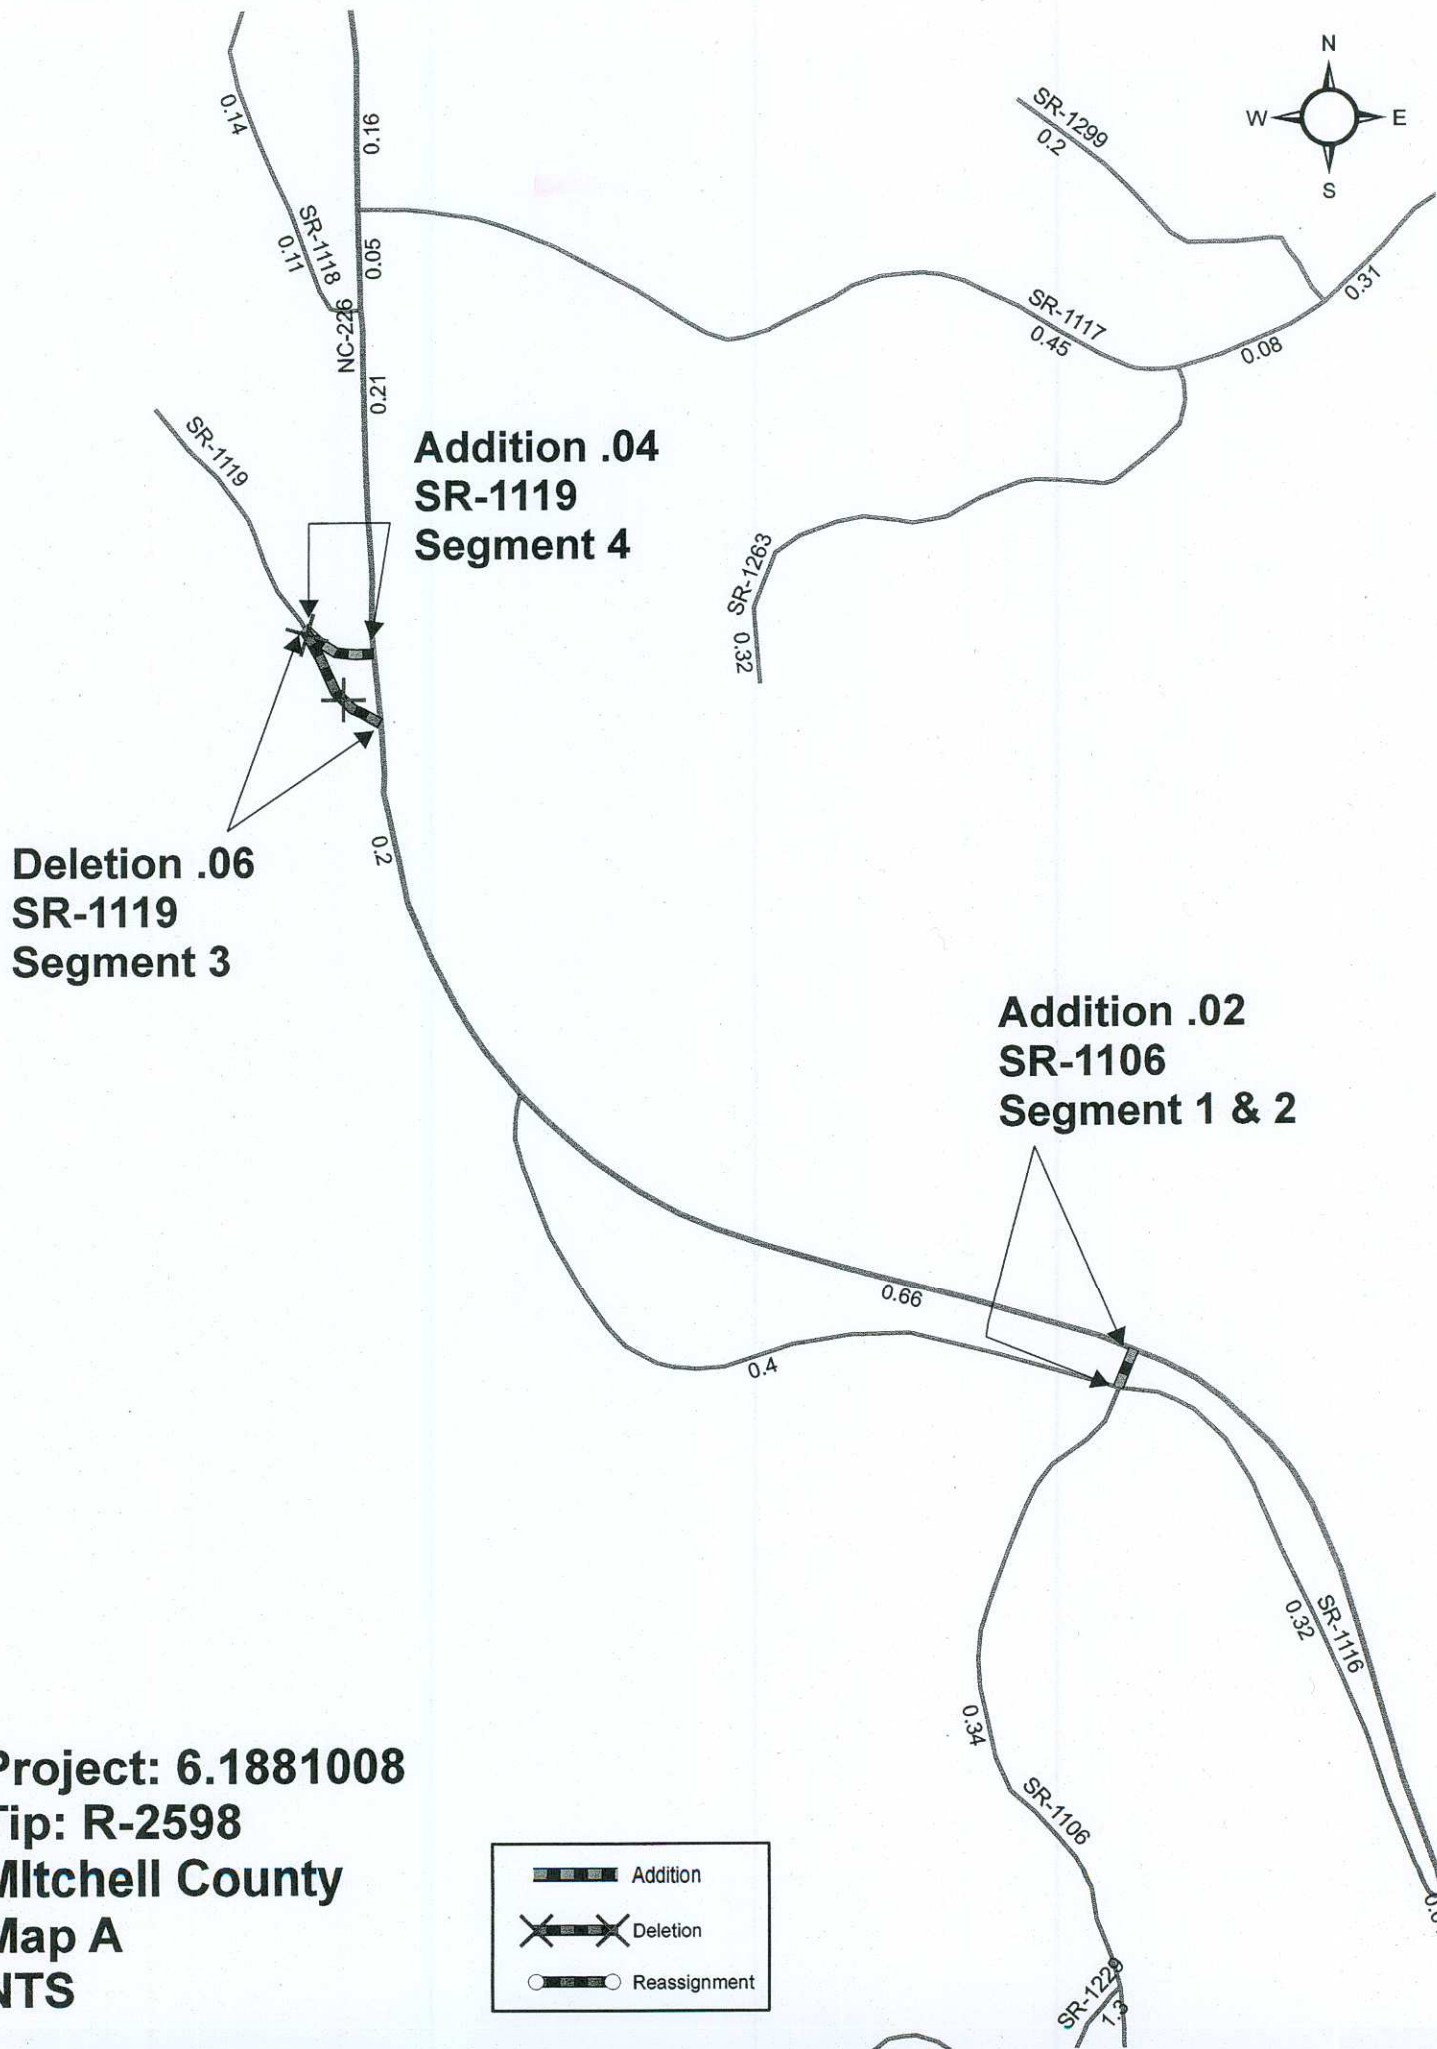 N
W E
S
0.14
0.16
SR-1299
0.2
SR-1118
0.11
0.05
0.31
NC-226
SR-1117
0.45
0.08
0.21
SR-1119
Addition .04
SR-1119
Segment 4
SR-1263
0.32
0.2
Deletion .06
SR-1119
Segment 3
Addition .02
SR-1106
Segment 1 & 2
0.66
0.4
SR-1116
0.32
0.34
SR-1106
Project: 6.1881008
Tip: R-2598
MItchell County
Map A
NTS
Addition
Deletion
Reassignment
SR-1229
1.3